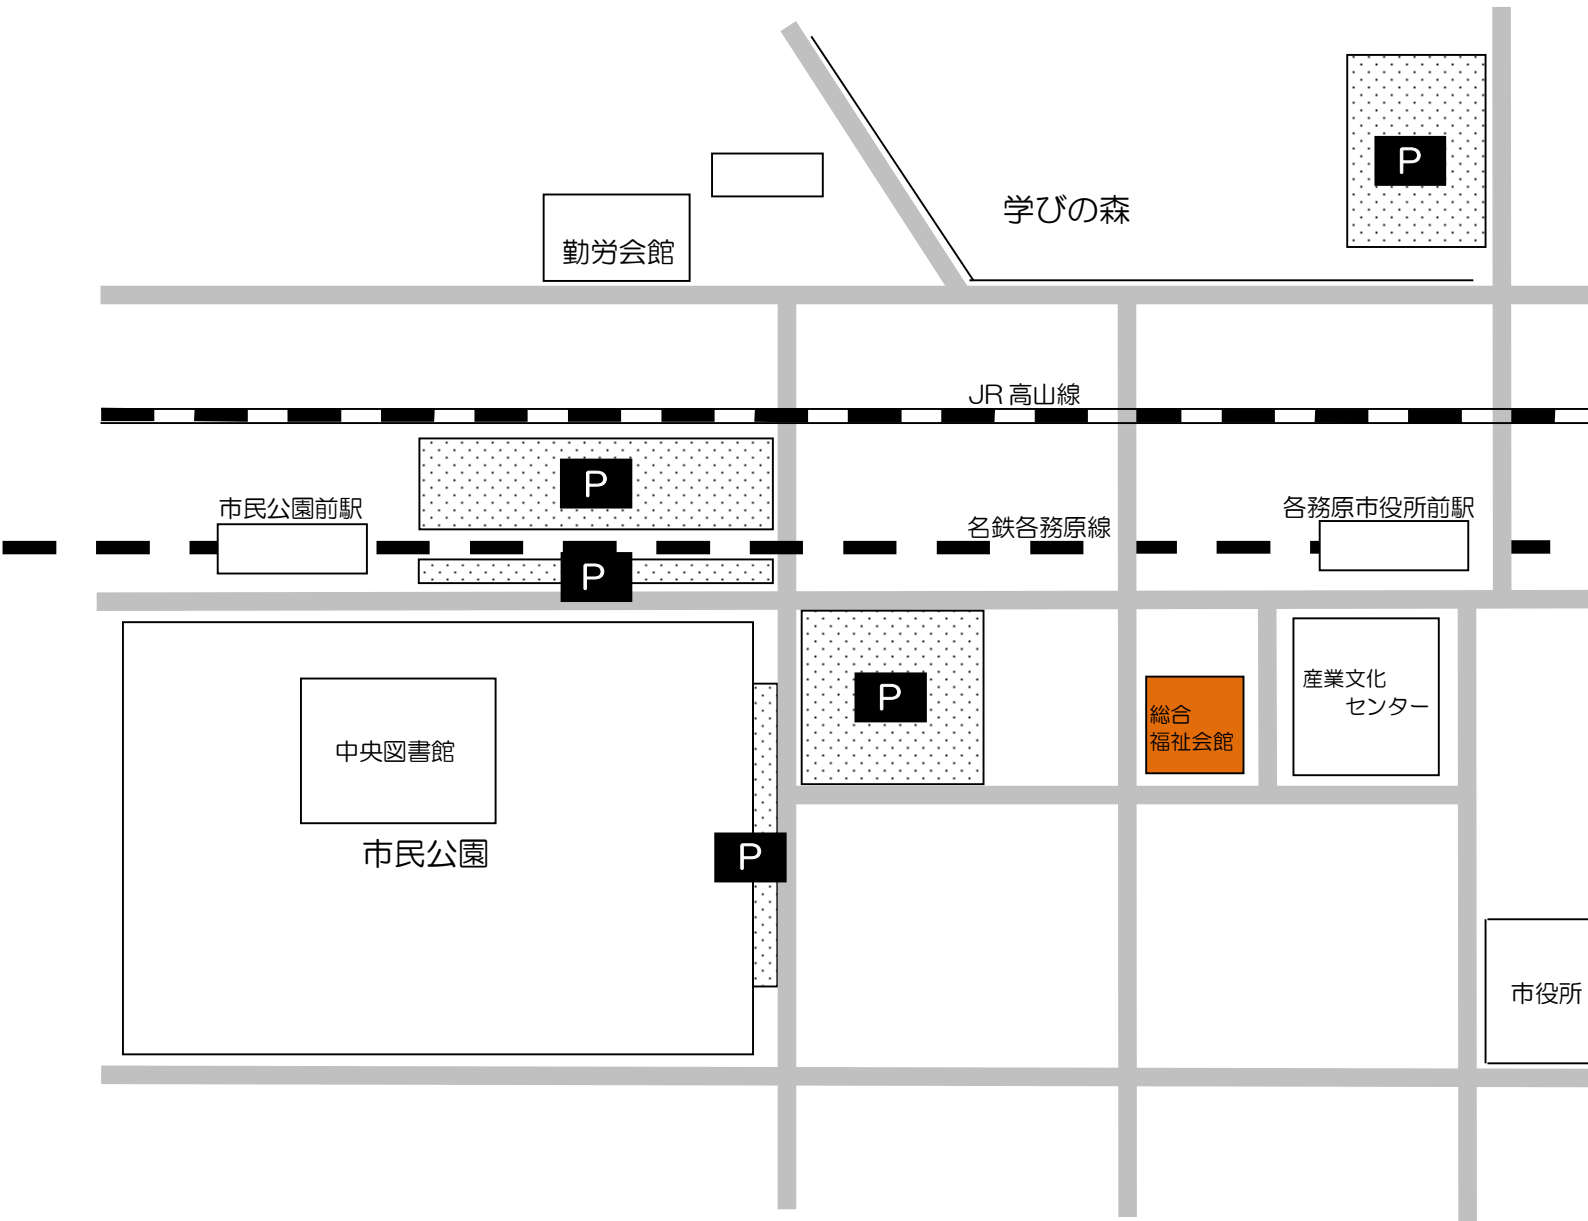 P
学びの森
勤労会館
JR 高山線
P
市民公園前駅
各務原市役所前駅
名鉄各務原線
P
P
産業文化
センター
総合
福祉会館
中央図書館
市民公園
P
市役所